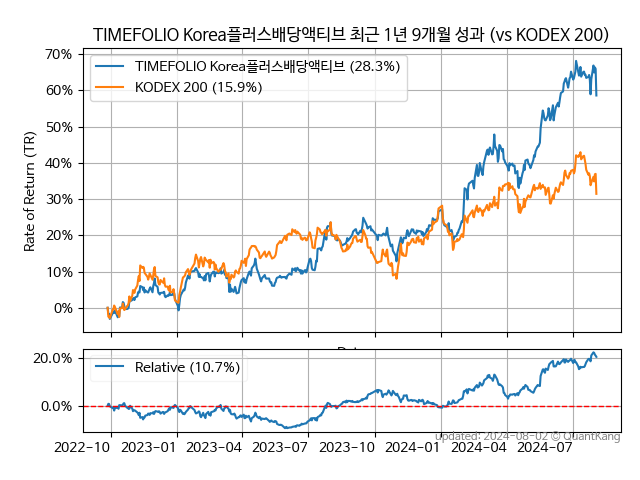 TIMEFOLIO Korea플러스배당액티브 최근 1년 9개월 성과 (vs KODEX 200)
70%
60%
50%
40%
30%
20%
10%
0%
Rate of Return (TR)
TIMEFOLIO Korea플러스배당액티브 (28.3%)
KODEX 200 (15.9%)
20.0%
0.0%
Relative (10.7%)
2022-10 2023-01 2023-04 2023-07 2023-10 2024-01 2024-04 2024-07
Updated: 2024-08-02 © QuantKang